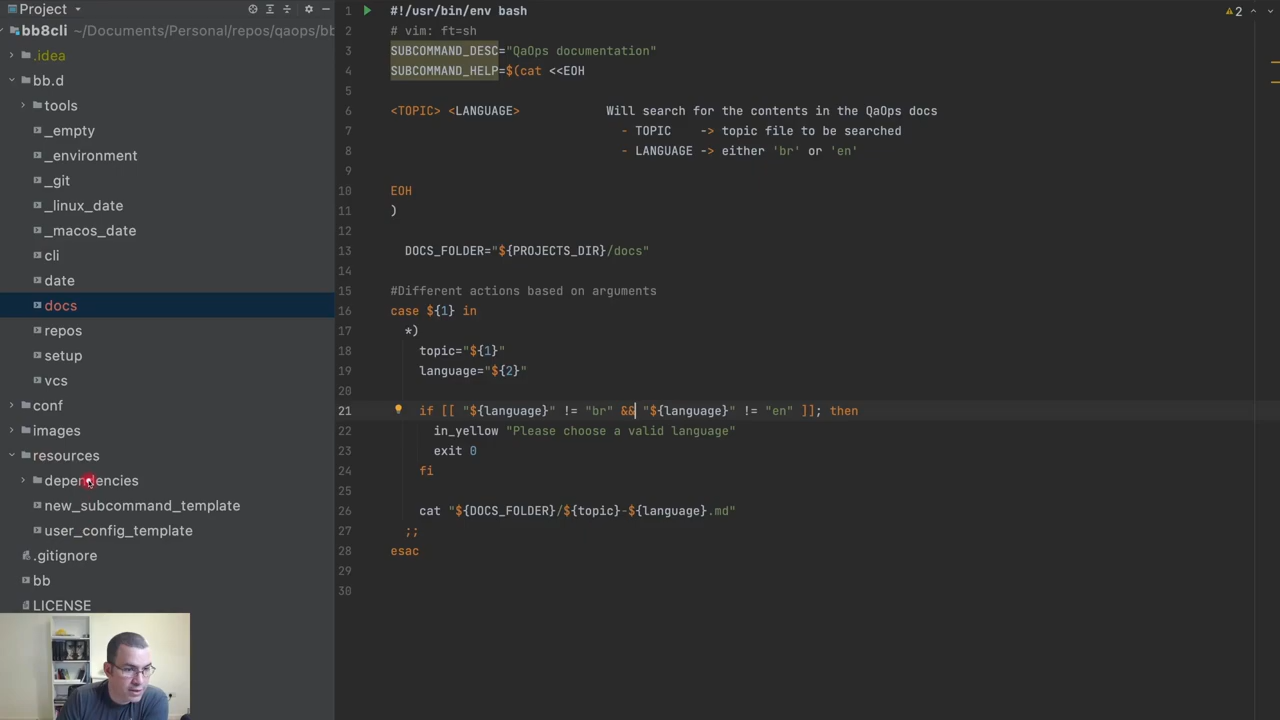 Project
bb8cli ~/Documents/Personal/repos/qaops/bb
.idea
bb.d
tools
_empty
_environment
_git
_linux_date
_macos_date
cli
date
docs
repos
setup
vcs
conf
images
resources
dependencies
new_subcommand_template
user_config_template
.gitignore
bb
LICENSE
2
1 #!/usr/bin/env bash
2 # vim: ft=sh
3 SUBCOMMAND_DESC="QaOps documentation"
4 SUBCOMMAND_HELP=$(cat <<EOH
5
6 <TOPIC> <LANGUAGE> Will search for the contents in the QaOps docs
7 - TOPIC -> topic file to be searched
8 - LANGUAGE -> either 'br' or 'en'
9
10 EOH
11 )
12
13 DOCS_FOLDER="${PROJECTS_DIR}/docs"
14
15 #Different actions based on arguments
16 case ${1} in
17 *)
18 topic="${1}"
19 language="${2}"
20
21 if [[ "${language}" != "br" && "${language}" != "en" ]]; then
22 in_yellow "Please choose a valid language"
23 exit 0
24 fi
25
26 cat "${DOCS_FOLDER}/${topic}-${language}.md"
27 ;;
28 esac
29
30